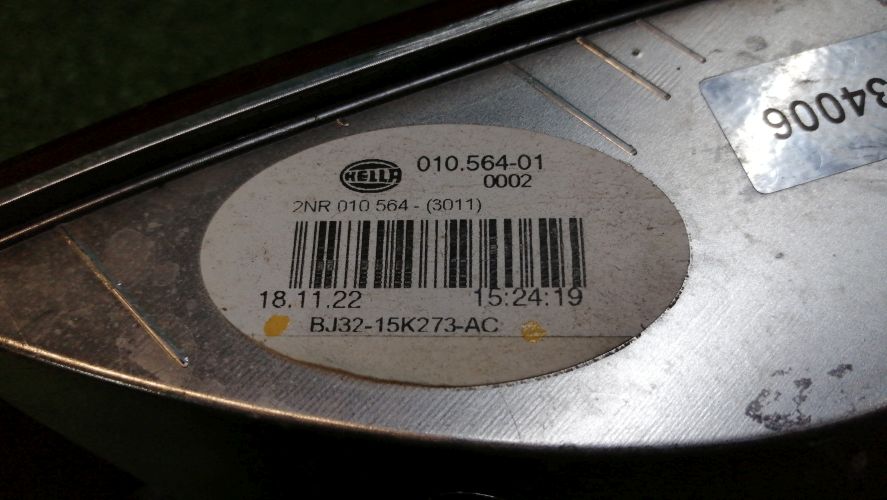 HELLA 010.564-01
0002
2NR 010 564 - (3011)
18.11.22 15:24:19
BJ32-15K273-AC
34006